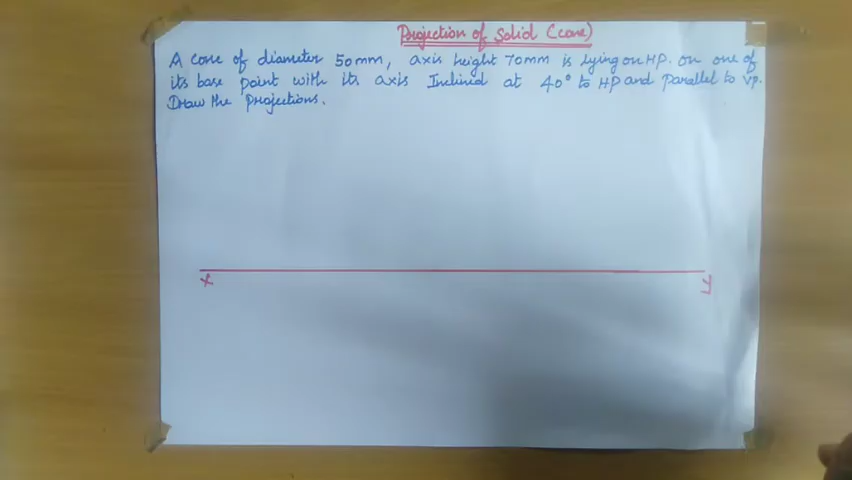 Projection of Solid (cone)
A cone of diameter 50mm, axis height 70mm is lying on HP. on one of
its base point with its axis Inclined at 40° to HP and parallel to VP.
Draw the projections.
X Y